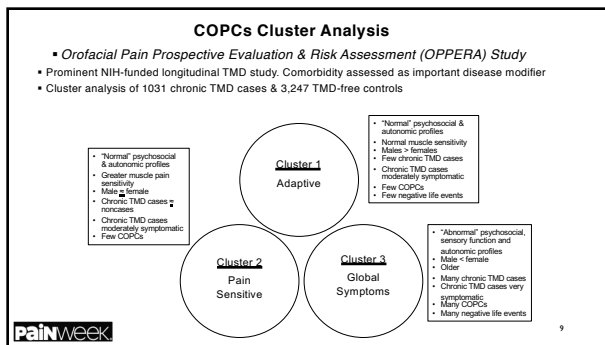 COPCs Cluster Analysis
▪ Orofacial Pain Prospective Evaluation & Risk Assessment (OPPERA) Study
▪ Prominent NIH-funded longitudinal TMD study. Comorbidity assessed as important disease modifier
▪ Cluster analysis of 1031 chronic TMD cases & 3,247 TMD-free controls
• "Normal" psychosocial
& autonomic profiles
• Greater muscle pain
sensitivity
• Male = female
• Chronic TMD cases =
noncases
• Chronic TMD cases
moderately symptomatic
• Few COPCs
Cluster 1
Adaptive
• "Normal" psychosocial &
autonomic profiles
• Normal muscle sensitivity
• Males > females
• Few chronic TMD cases
• Chronic TMD cases
moderately symptomatic
• Few COPCs
• Few negative life events
Cluster 2
Pain
Sensitive
Cluster 3
Global
Symptoms
• "Abnormal" psychosocial,
sensory function and
autonomic profiles
• Male < female
• Older
• Many chronic TMD cases
• Chronic TMD cases very
symptomatic
• Many COPCs
• Many negative life events
PAINWEEK.
9